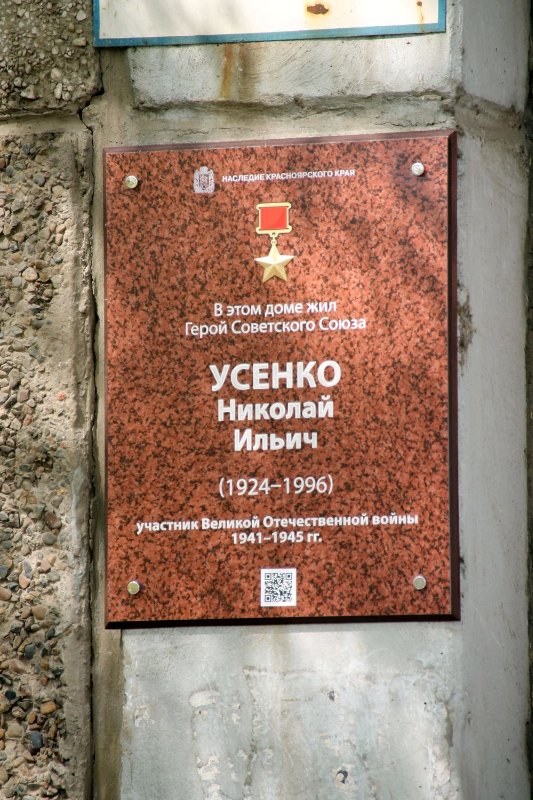 НАСЛЕДИЕ КРАСНОЯРСКОГО КРАЯ
В этом доме жил
Герой Советского Союза
УСЕНКО
Николай
Ильич
(1924–1996)
участник Великой Отечественной войны
1941–1945 гг.